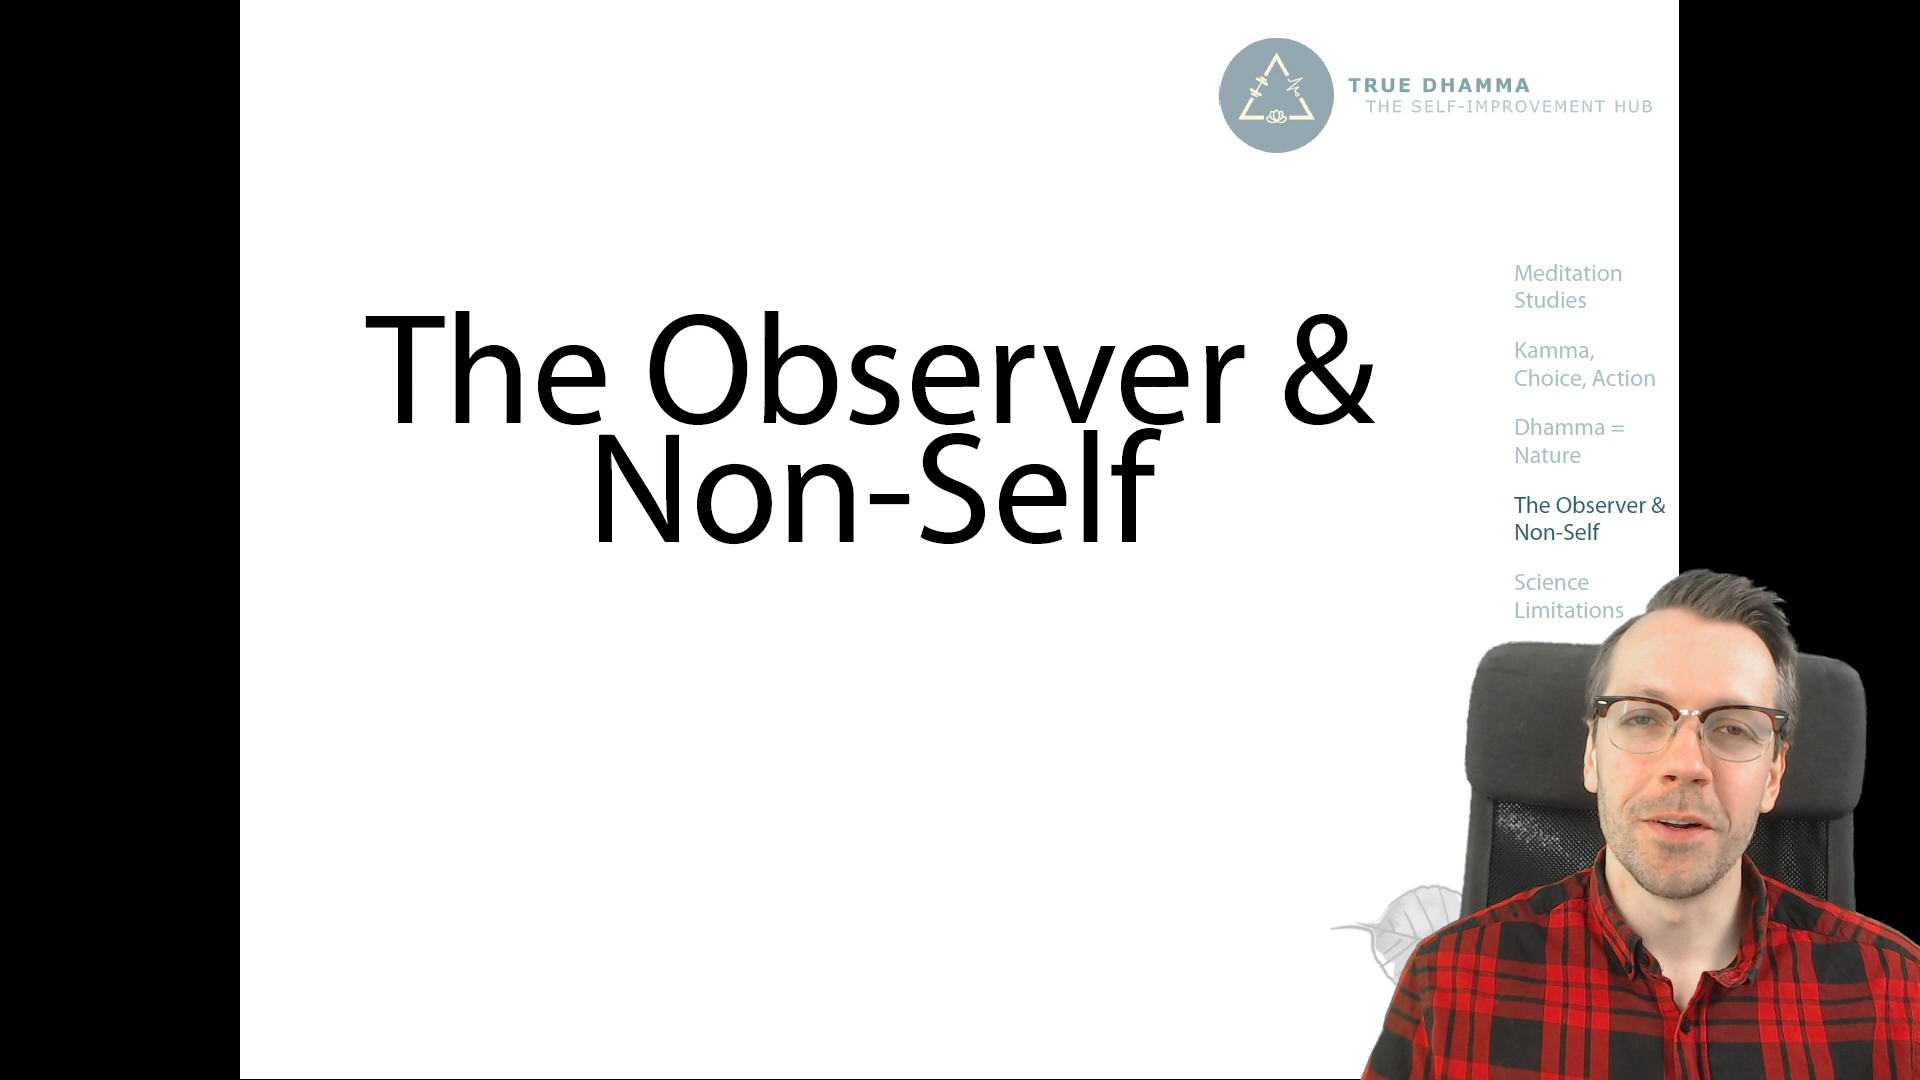 TRUE DHAMMA
THE SELF-IMPROVEMENT HUB
The Observer &
Non-Self
Meditation
Studies
Kamma,
Choice, Action
Dhamma =
Nature
The Observer &
Non-Self
Science
Limitations